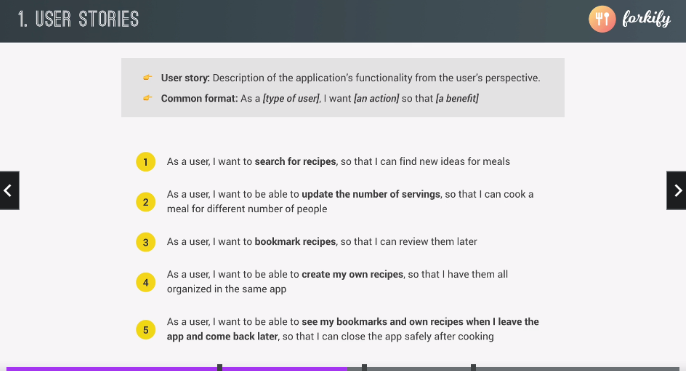 1. USER STORIES
forkify
User story: Description of the application's functionality from the user's perspective.
Common format: As a [type of user], I want [an action] so that [a benefit]
1 As a user, I want to search for recipes, so that I can find new ideas for meals
2 As a user, I want to be able to update the number of servings, so that I can cook a
meal for different number of people
3 As a user, I want to bookmark recipes, so that I can review them later
4 As a user, I want to be able to create my own recipes, so that I have them all
organized in the same app
5 As a user, I want to be able to see my bookmarks and own recipes when I leave the
app and come back later, so that I can close the app safely after cooking